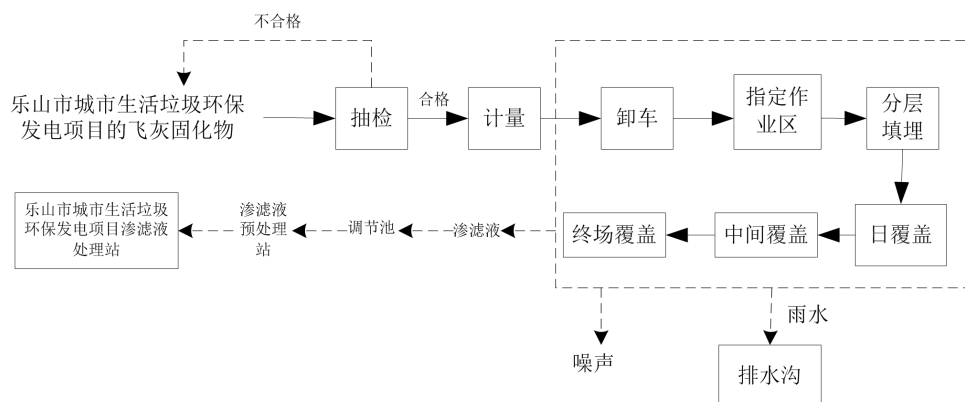 不合格
乐山市城市生活垃圾环保
发电项目的飞灰固化物
抽检
合格
计量
卸车
指定作
业区
分层
填埋
乐山市城市生活垃圾
环保发电项目渗滤液
处理站
渗滤液
预处理
站
调节池
渗滤液
终场覆盖
中间覆盖
日覆盖
噪声
雨水
排水沟